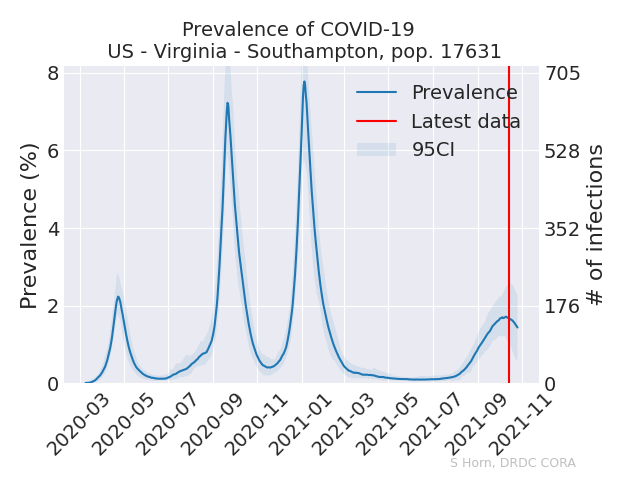 Prevalence of COVID-19
US - Virginia - Southampton, pop. 17631
Prevalence (%)
8
6
4
2
0
705
528
352
176
0
# of infections
Prevalence
Latest data
95CI
2020-03
2020-05
2020-07
2020-09
2020-11
2021-01
2021-03
2021-05
2021-07
2021-09
2021-11
S Horn, DRDC CORA